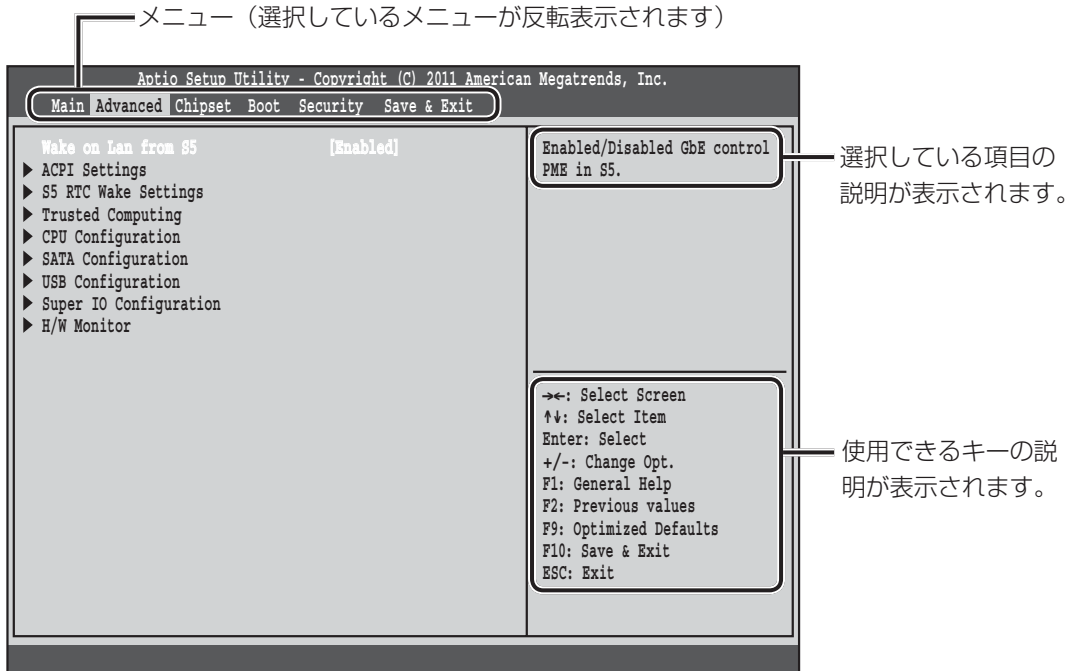 メニュー（選択しているメニューが反転表示されます）
Aptio Setup Utility - Copyright (C) 2011 American Megatrends, Inc.
Main Advanced Chipset Boot Security Save & Exit
Wake on Lan from S5 [Enabled]
▶ ACPI Settings
▶ S5 RTC Wake Settings
▶ Trusted Computing
▶ CPU Configuration
▶ SATA Configuration
▶ USB Configuration
▶ Super IO Configuration
▶ H/W Monitor
Enabled/Disabled GbE control
PME in S5.
選択している項目の
説明が表示されます。
→←: Select Screen
↑↓: Select Item
Enter: Select
+/-: Change Opt.
F1: General Help
F2: Previous values
F9: Optimized Defaults
F10: Save & Exit
ESC: Exit
使用できるキーの説
明が表示されます。